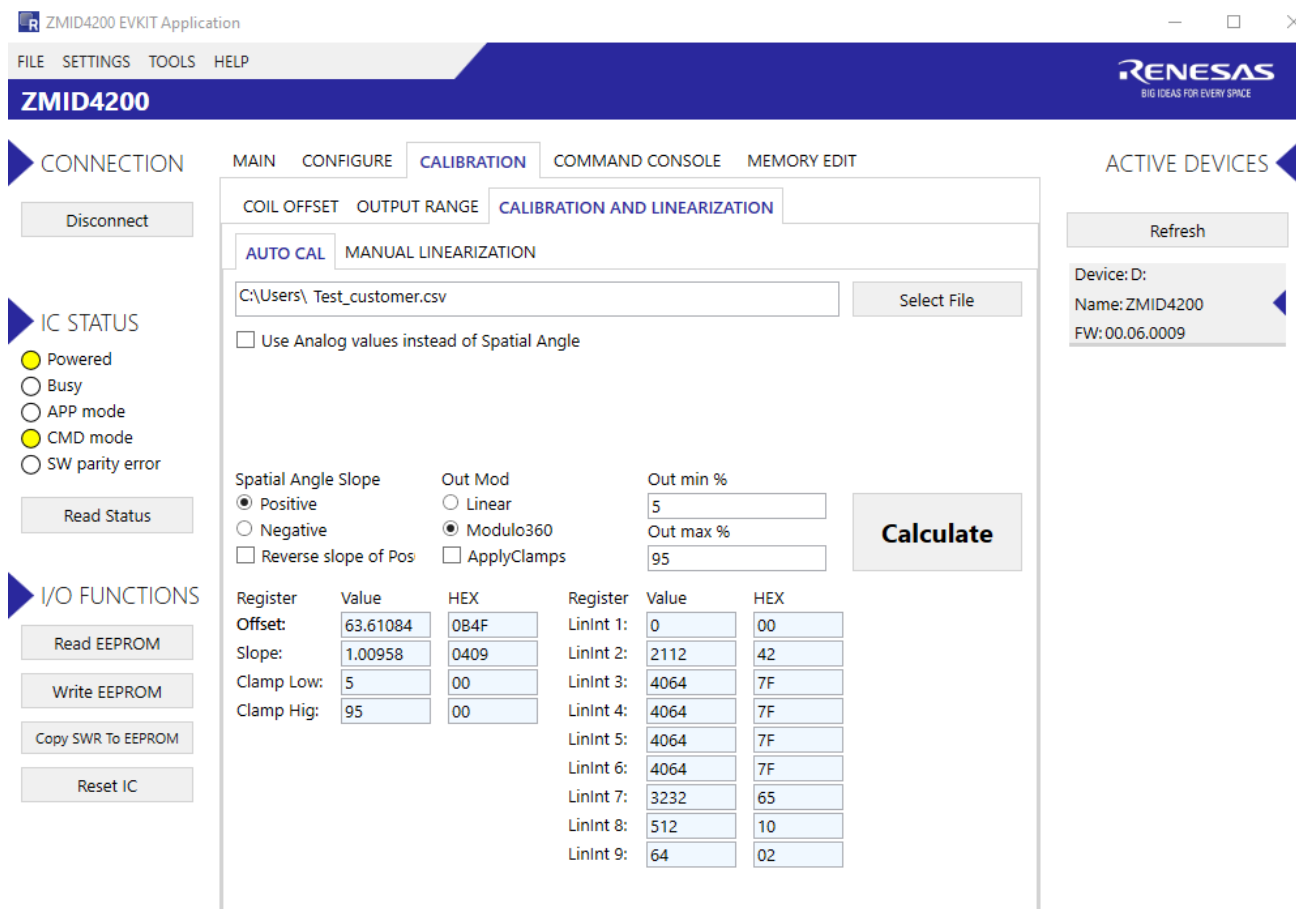 ZMID4200 EVKIT Application
FILE SETTINGS TOOLS HELP
ZMID4200
RENESAS
BIG IDEAS FOR EVERY SPACE
CONNECTION
Disconnect
IC STATUS
Powered
Busy
APP mode
CMD mode
SW parity error
Read Status
I/O FUNCTIONS
Read EEPROM
Write EEPROM
Copy SWR To EEPROM
Reset IC
MAIN CONFIGURE CALIBRATION COMMAND CONSOLE MEMORY EDIT
COIL OFFSET OUTPUT RANGE CALIBRATION AND LINEARIZATION
AUTO CAL MANUAL LINEARIZATION
C:\Users\ Test_customer.csv Select File
Use Analog values instead of Spatial Angle
Spatial Angle Slope Out Mod Out min %
Positive Linear 5
Negative Modulo360 Out max %
Reverse slope of Pos ApplyClamps 95
Calculate
Register Value HEX Register Value HEX
Offset: 63.61084 0B4F LinInt 1: 0 00
Slope: 1.00958 0409 LinInt 2: 2112 42
Clamp Low: 5 00 LinInt 3: 4064 7F
Clamp Hig: 95 00 LinInt 4: 4064 7F
LinInt 5: 4064 7F
LinInt 6: 4064 7F
LinInt 7: 3232 65
LinInt 8: 512 10
LinInt 9: 64 02
ACTIVE DEVICES
Refresh
Device: D:
Name: ZMID4200
FW: 00.06.0009